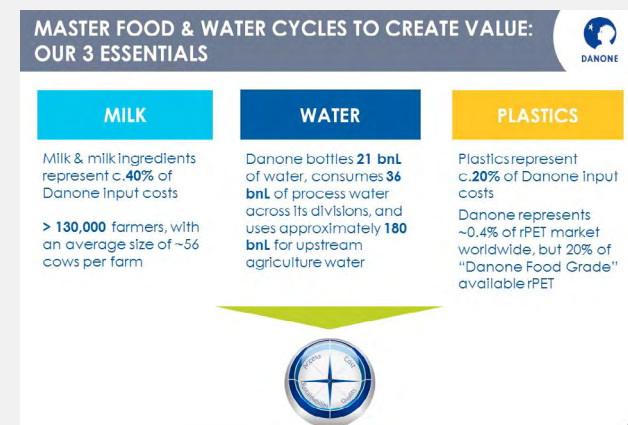 MASTER FOOD & WATER CYCLES TO CREATE VALUE:
OUR 3 ESSENTIALS
DANONE
MILK
Milk & milk ingredients
represent c.40% of
Danone input costs
> 130,000 farmers, with
an average size of ~56
cows per farm
WATER
Danone bottles 21 bnL
of water, consumes 36
bnL of process water
across its divisions, and
uses approximately 180
bnL for upstream
agriculture water
PLASTICS
Plastics represent
c.20% of Danone input
costs
Danone represents
~0.4% of rPET market
worldwide, but 20% of
“Danone Food Grade”
available rPET
Access
Cost
Sustainability
Quality